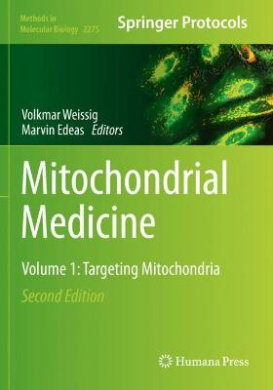 Methods in
Molecular Biology 2275
Springer Protocols
Volkmar Weissig
Marvin Edeas Editors
Mitochondrial
Medicine
Volume 1: Targeting Mitochondria
Second Edition
Humana Press